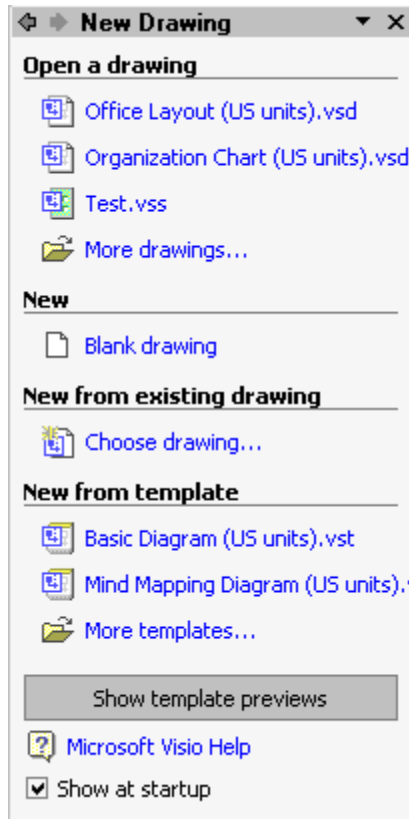 New Drawing
Open a drawing
Office Layout (US units).vsd
Organization Chart (US units).vsd
Test.vss
More drawings...
New
Blank drawing
New from existing drawing
Choose drawing...
New from template
Basic Diagram (US units).vst
Mind Mapping Diagram (US units).
More templates...
Show template previews
Microsoft Visio Help
Show at startup